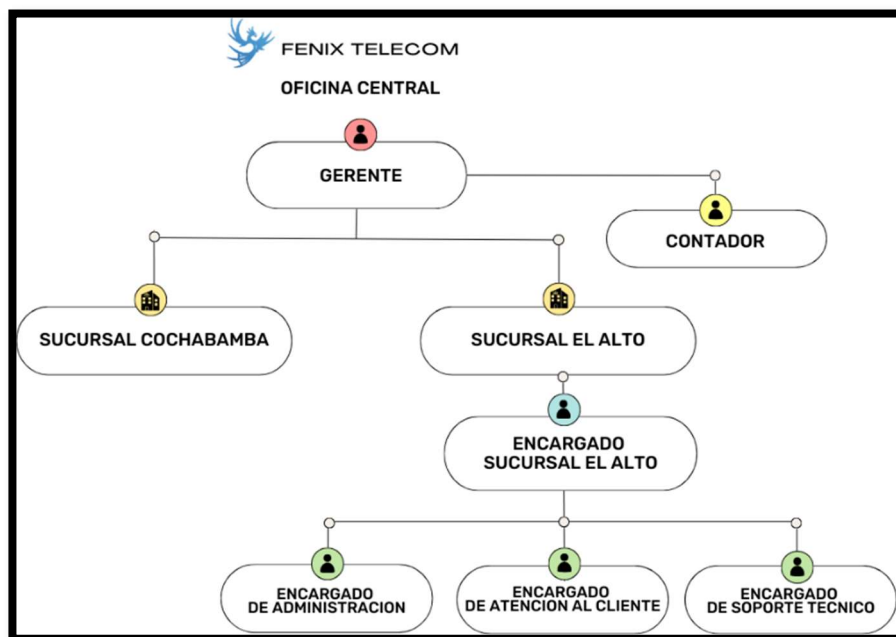 FENIX TELECOM
OFICINA CENTRAL
GERENTE
CONTADOR
SUCURSAL COCHABAMBA
SUCURSAL EL ALTO
ENCARGADO
SUCURSAL EL ALTO
ENCARGADO
DE ADMINISTRACION
ENCARGADO
DE ATENCION AL CLIENTE
ENCARGADO
DE SOPORTE TECNICO